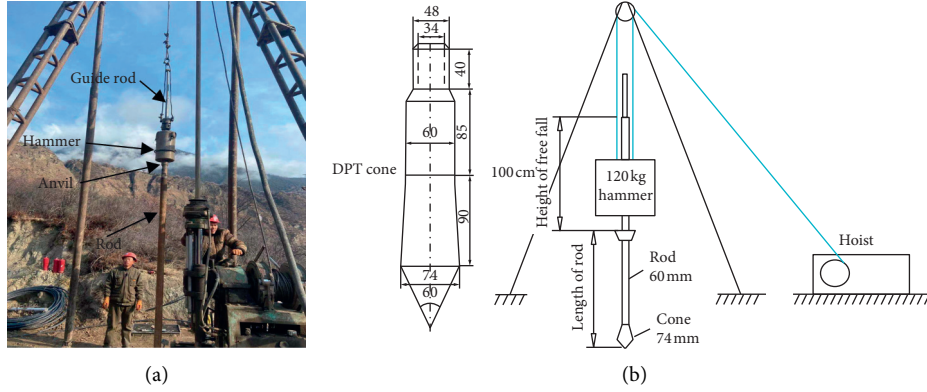 Guide rod
Hammer
Anvil
Rod
(a)
48
34
40
60
85
DPT cone
90
74
60
100 cm
Height of free fall
120 kg
hammer
Length of rod
Rod
60 mm
Cone
74 mm
Hoist
(b)